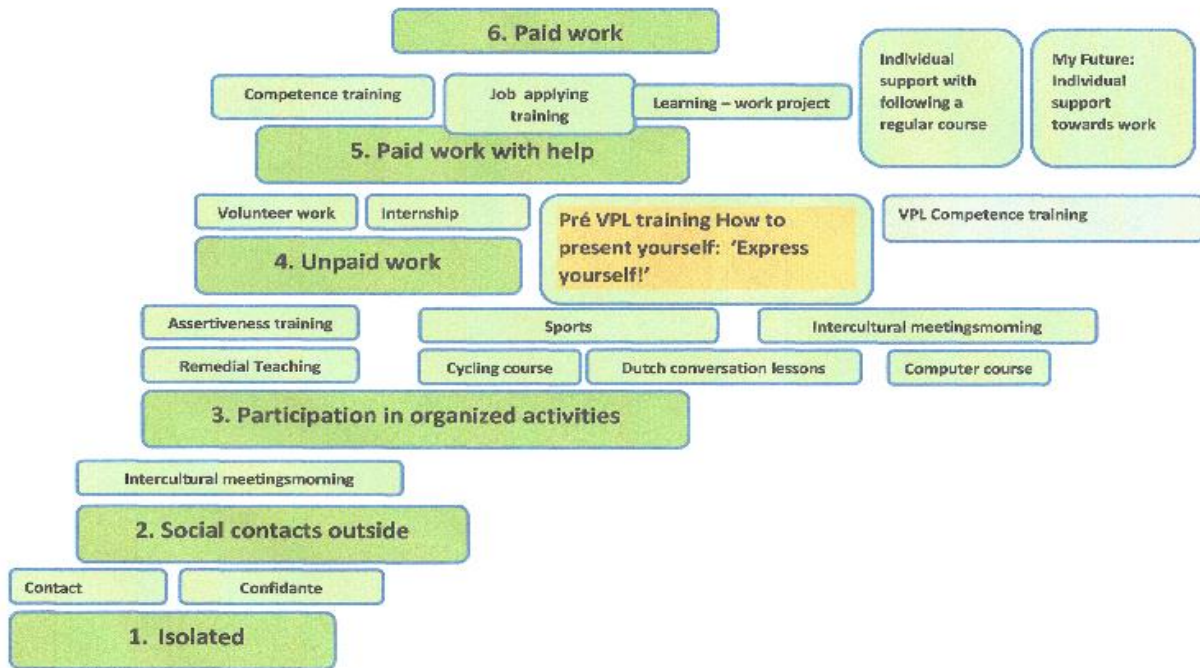 6. Paid work
Individual
support with
following a
regular course
My Future:
Individual
support
towards work
Competence training
Job applying
training
Learning – work project
5. Paid work with help
Volunteer work
Internship
Pré VPL training How to
present yourself: 'Express
yourself!'
VPL Competence training
4. Unpaid work
Assertiveness training
Sports
Intercultural meetingsmorning
Remedial Teaching
Cycling course
Dutch conversation lessons
Computer course
3. Participation in organized activities
Intercultural meetingsmorning
2. Social contacts outside
Contact
Confidante
1. Isolated